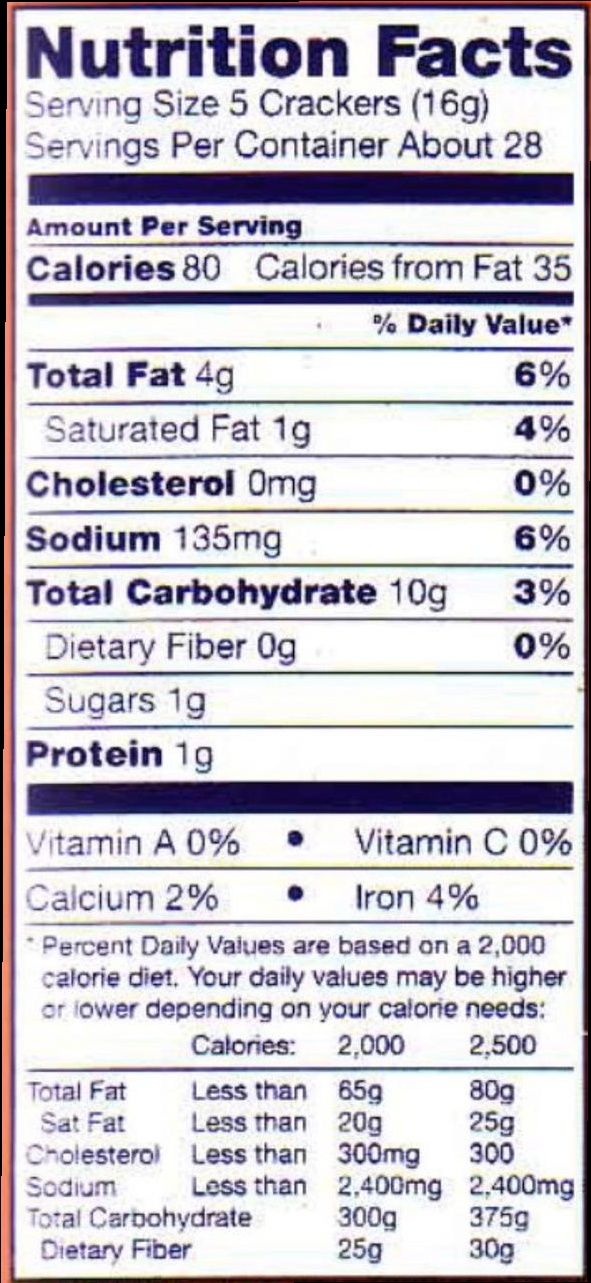 Nutrition Facts
Serving Size 5 Crackers (16g)
Servings Per Container About 28
Amount Per Serving
Calories 80 Calories from Fat 35
% Daily Value*
Total Fat 4g 6%
Saturated Fat 1g 4%
Cholesterol 0mg 0%
Sodium 135mg 6%
Total Carbohydrate 10g 3%
Dietary Fiber 0g 0%
Sugars 1g
Protein 1g
Vitamin A 0% • Vitamin C 0%
Calcium 2% • Iron 4%
* Percent Daily Values are based on a 2,000
calorie diet. Your daily values may be higher
or lower depending on your calorie needs:
Calories: 2,000 2,500
Total Fat Less than 65g 80g
Sat Fat Less than 20g 25g
Cholesterol Less than 300mg 300
Sodium Less than 2,400mg 2,400mg
Total Carbohydrate 300g 375g
Dietary Fiber 25g 30g